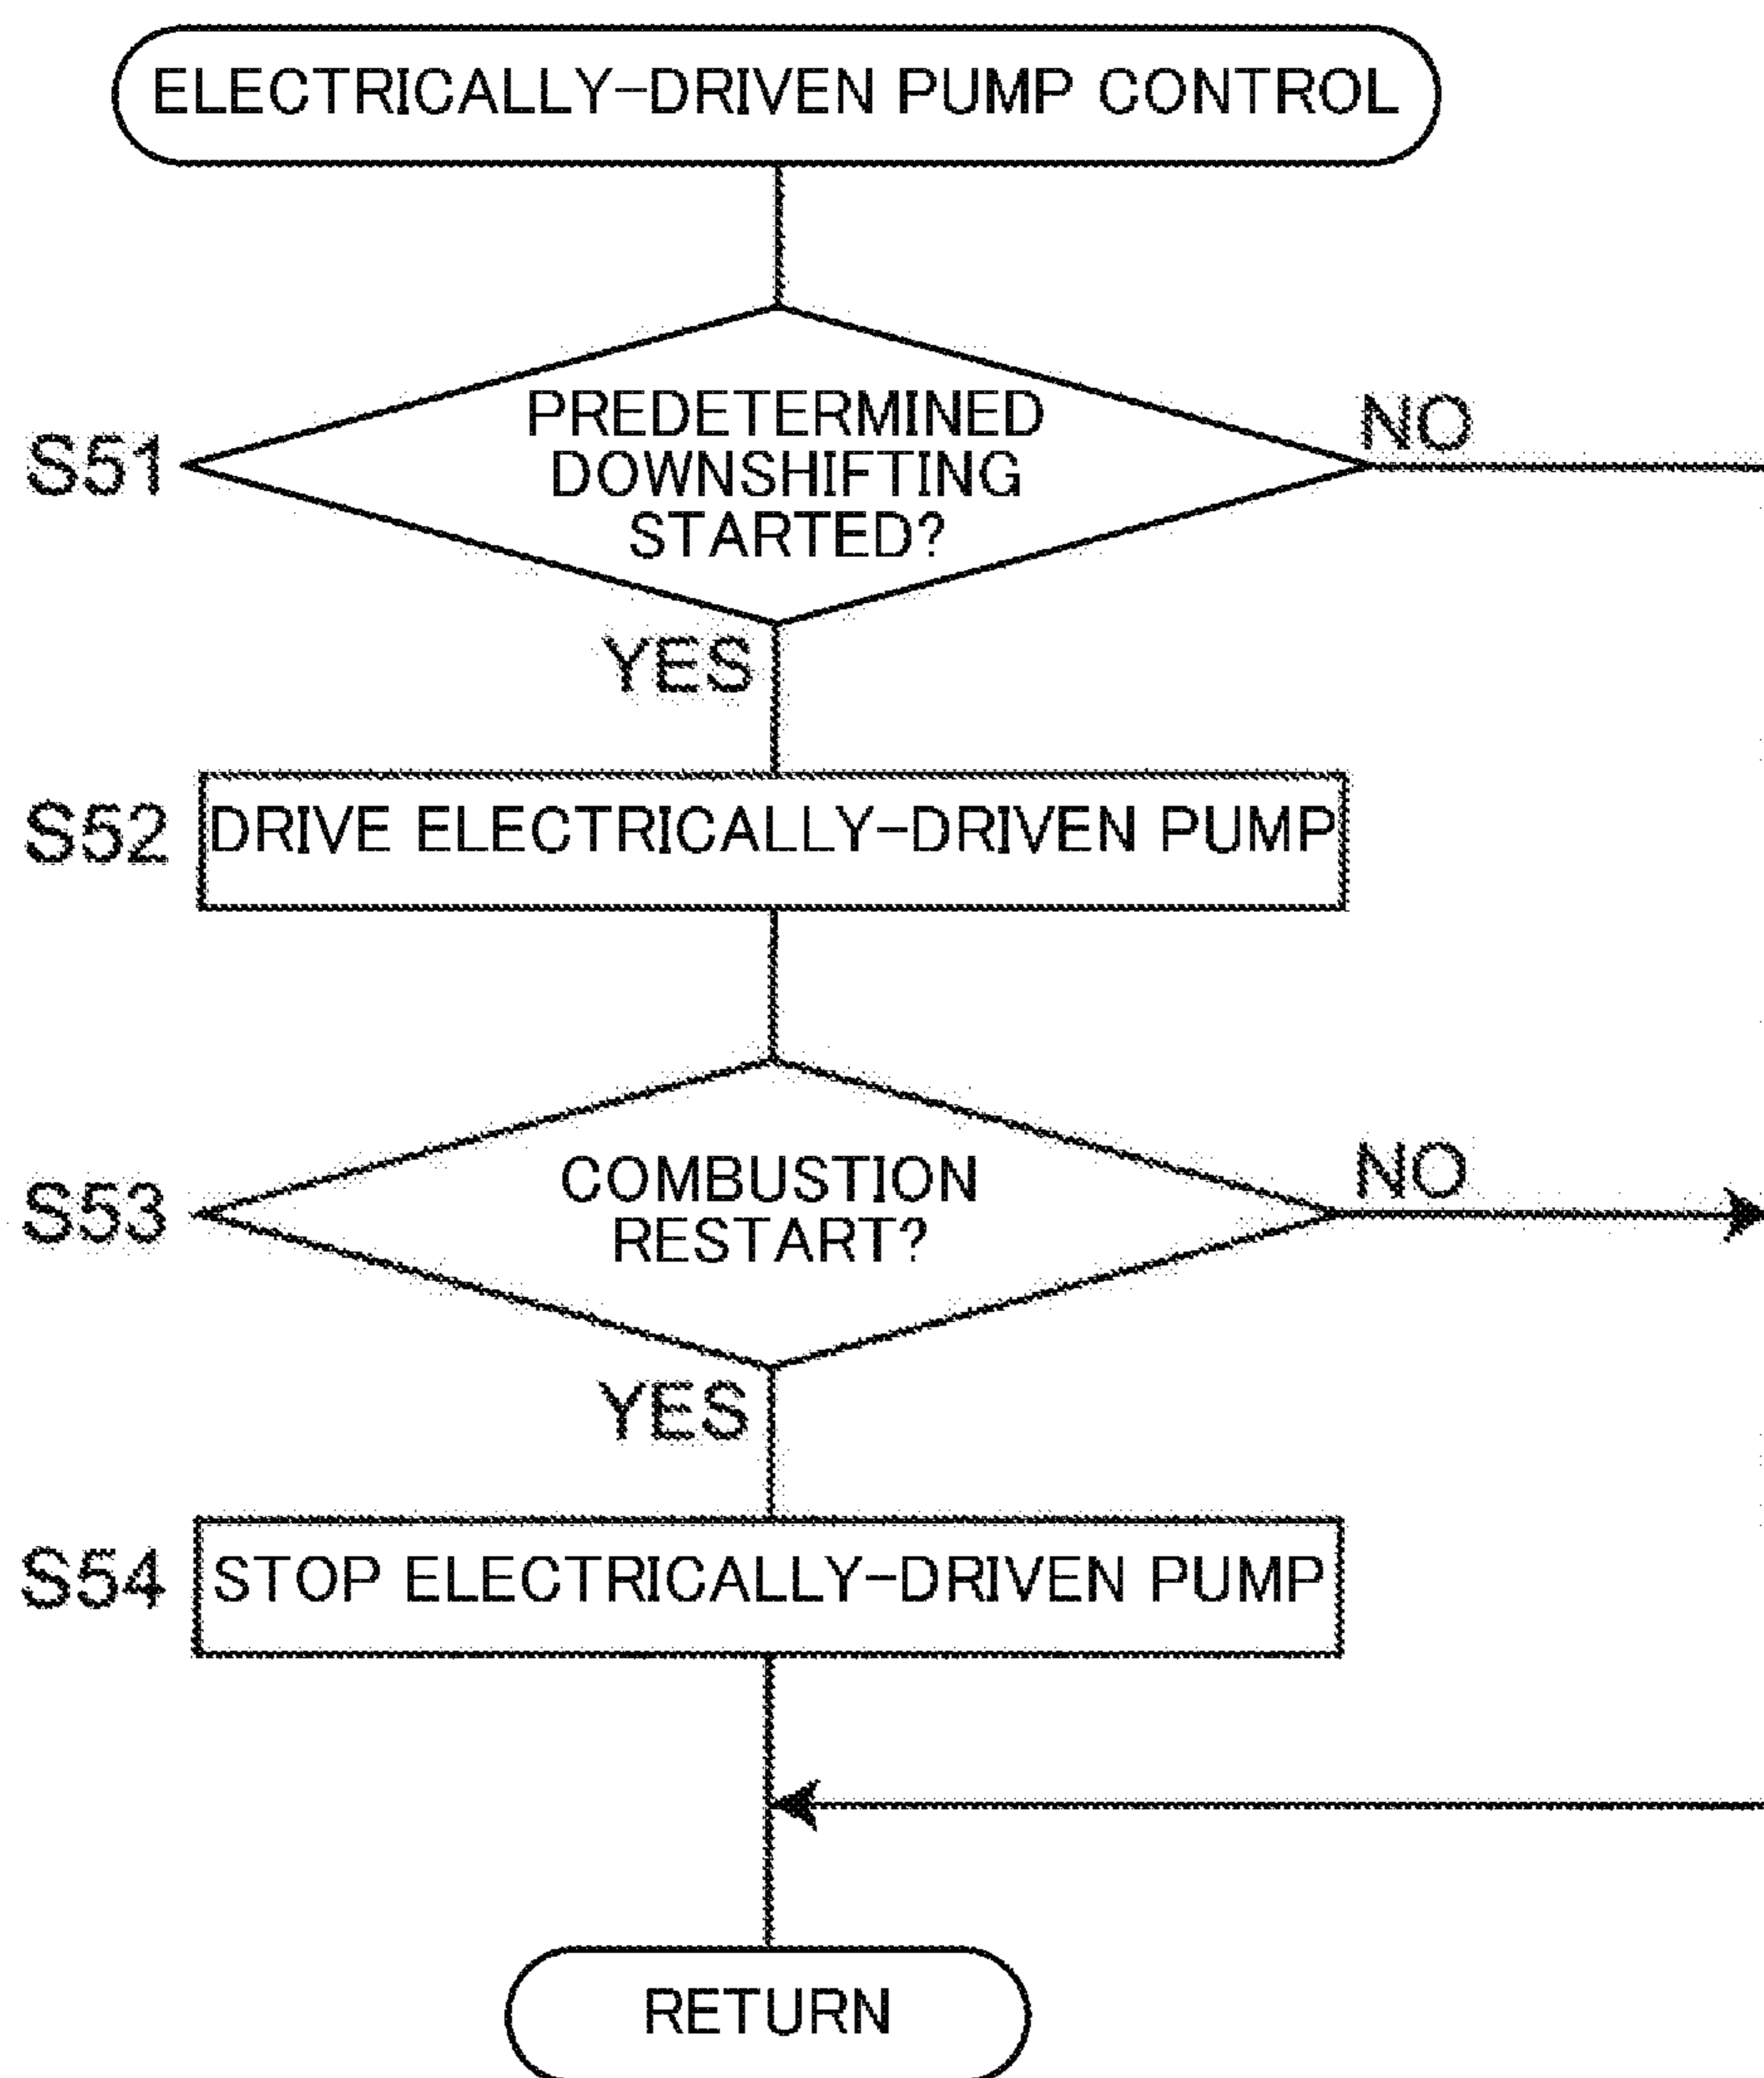 ELECTRICALLY-DRIVEN PUMP CONTROL
S51
PREDETERMINED
DOWNSHIFTING
STARTED?
NO
YES
S52
DRIVE ELECTRICALLY-DRIVEN PUMP
S53
COMBUSTION
RESTART?
NO
YES
S54
STOP ELECTRICALLY-DRIVEN PUMP
RETURN